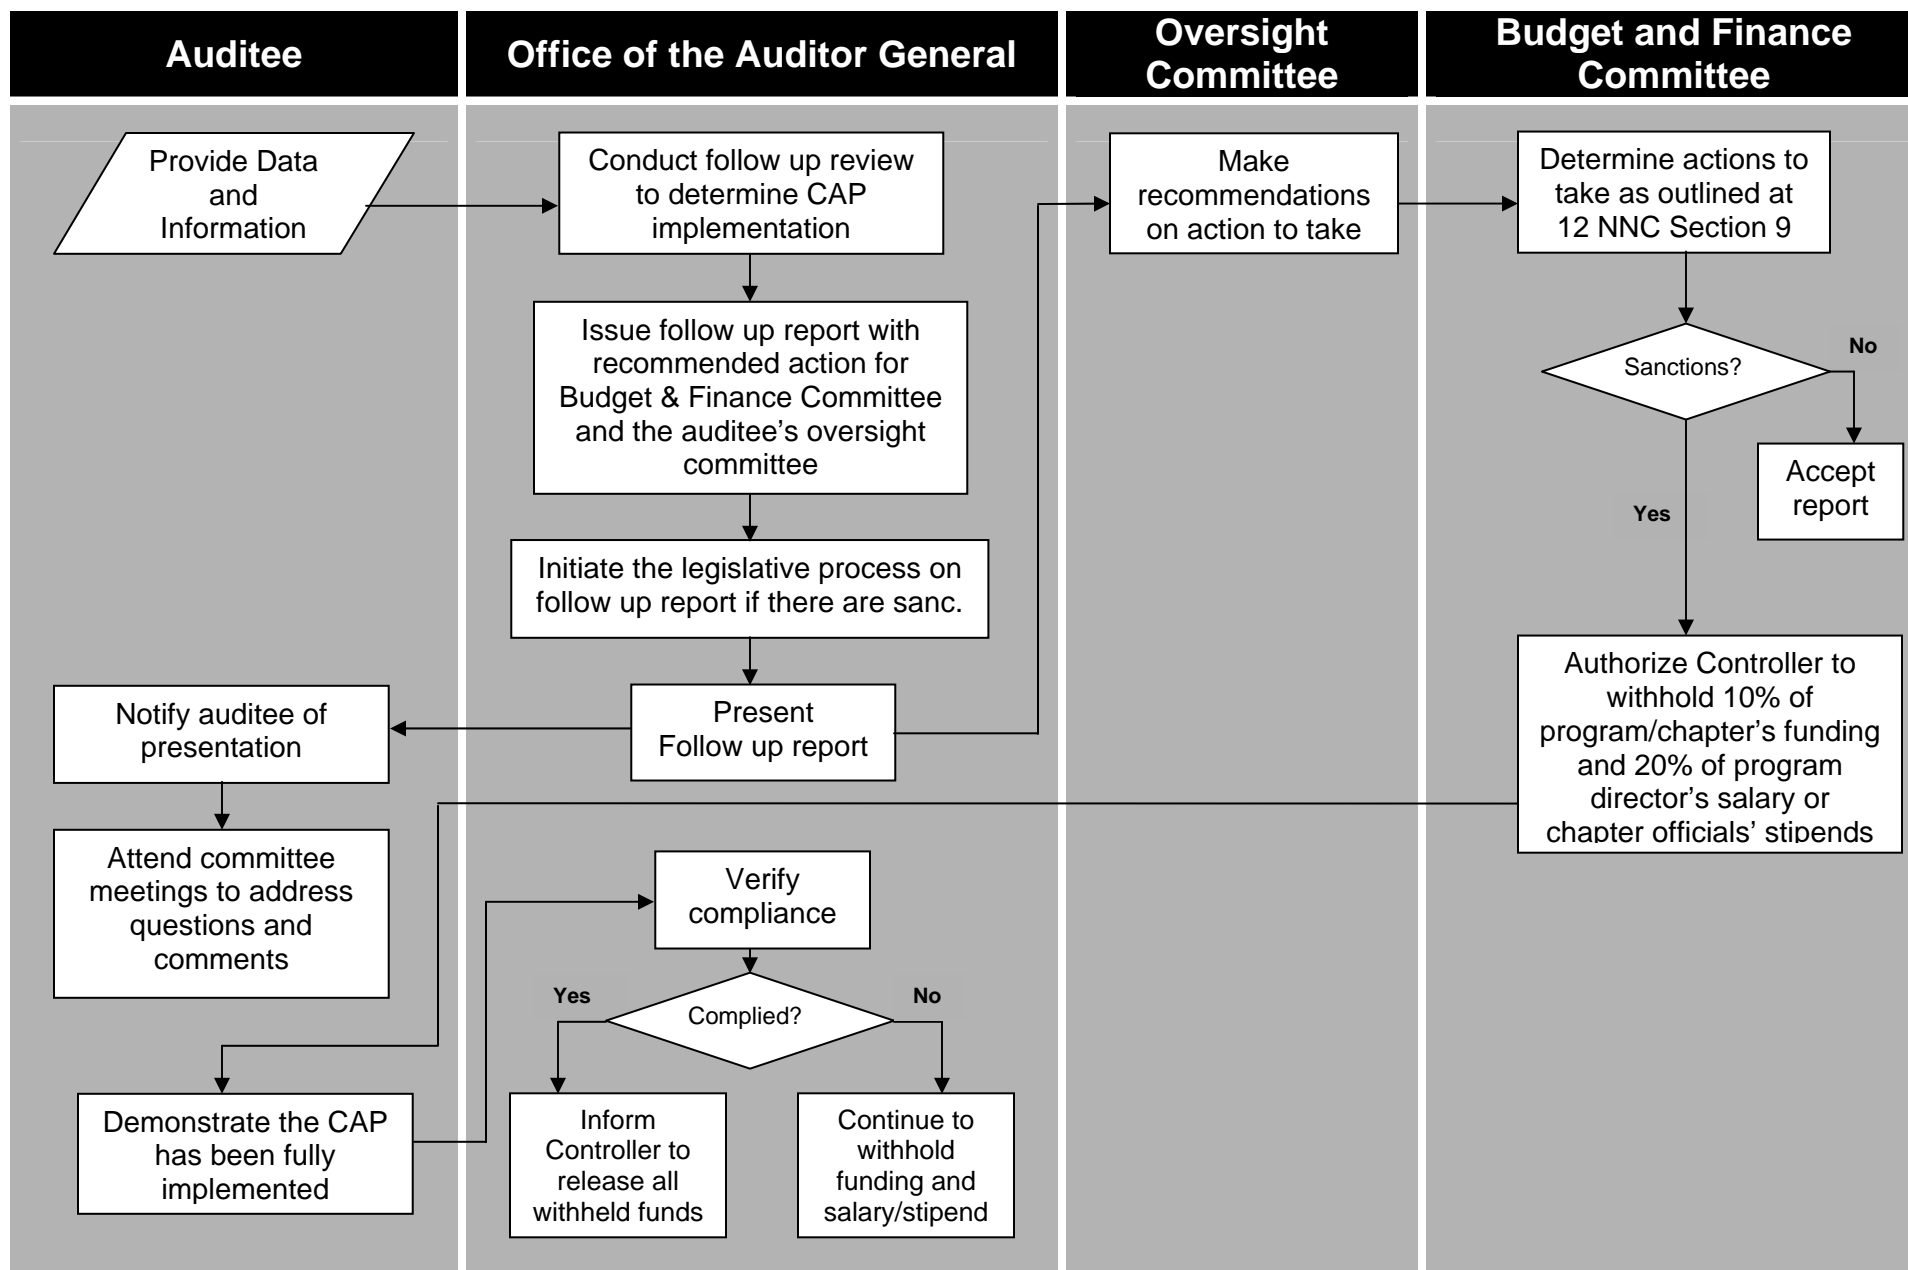 Auditee
Office of the Auditor General
Oversight
Committee
Budget and Finance
Committee
Provide Data
and
Information
Conduct follow up review
to determine CAP
implementation
Make
recommendations
on action to take
Determine actions to
take as outlined at
12 NNC Section 9
Issue follow up report with
recommended action for
Budget & Finance Committee
and the auditee’s oversight
committee
Sanctions?
No
Accept
report
Yes
Initiate the legislative process on
follow up report if there are sanc.
Authorize Controller to
withhold 10% of
program/chapter’s funding
and 20% of program
director’s salary or
chapter officials’ stipends
Notify auditee of
presentation
Present
Follow up report
Attend committee
meetings to address
questions and
comments
Verify
compliance
Yes
Complied?
No
Demonstrate the CAP
has been fully
implemented
Inform
Controller to
release all
withheld funds
Continue to
withhold
funding and
salary/stipend